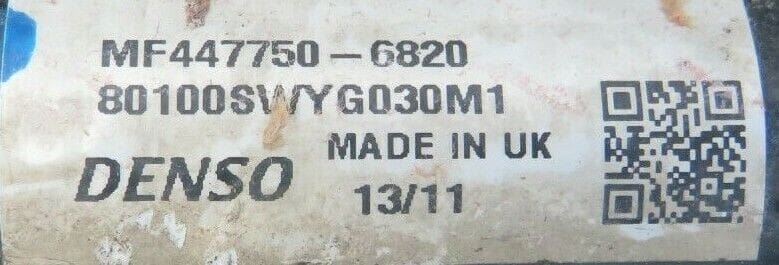 MF447750-6820
80100SWYG030M1
DENSO
MADE IN UK
13/11